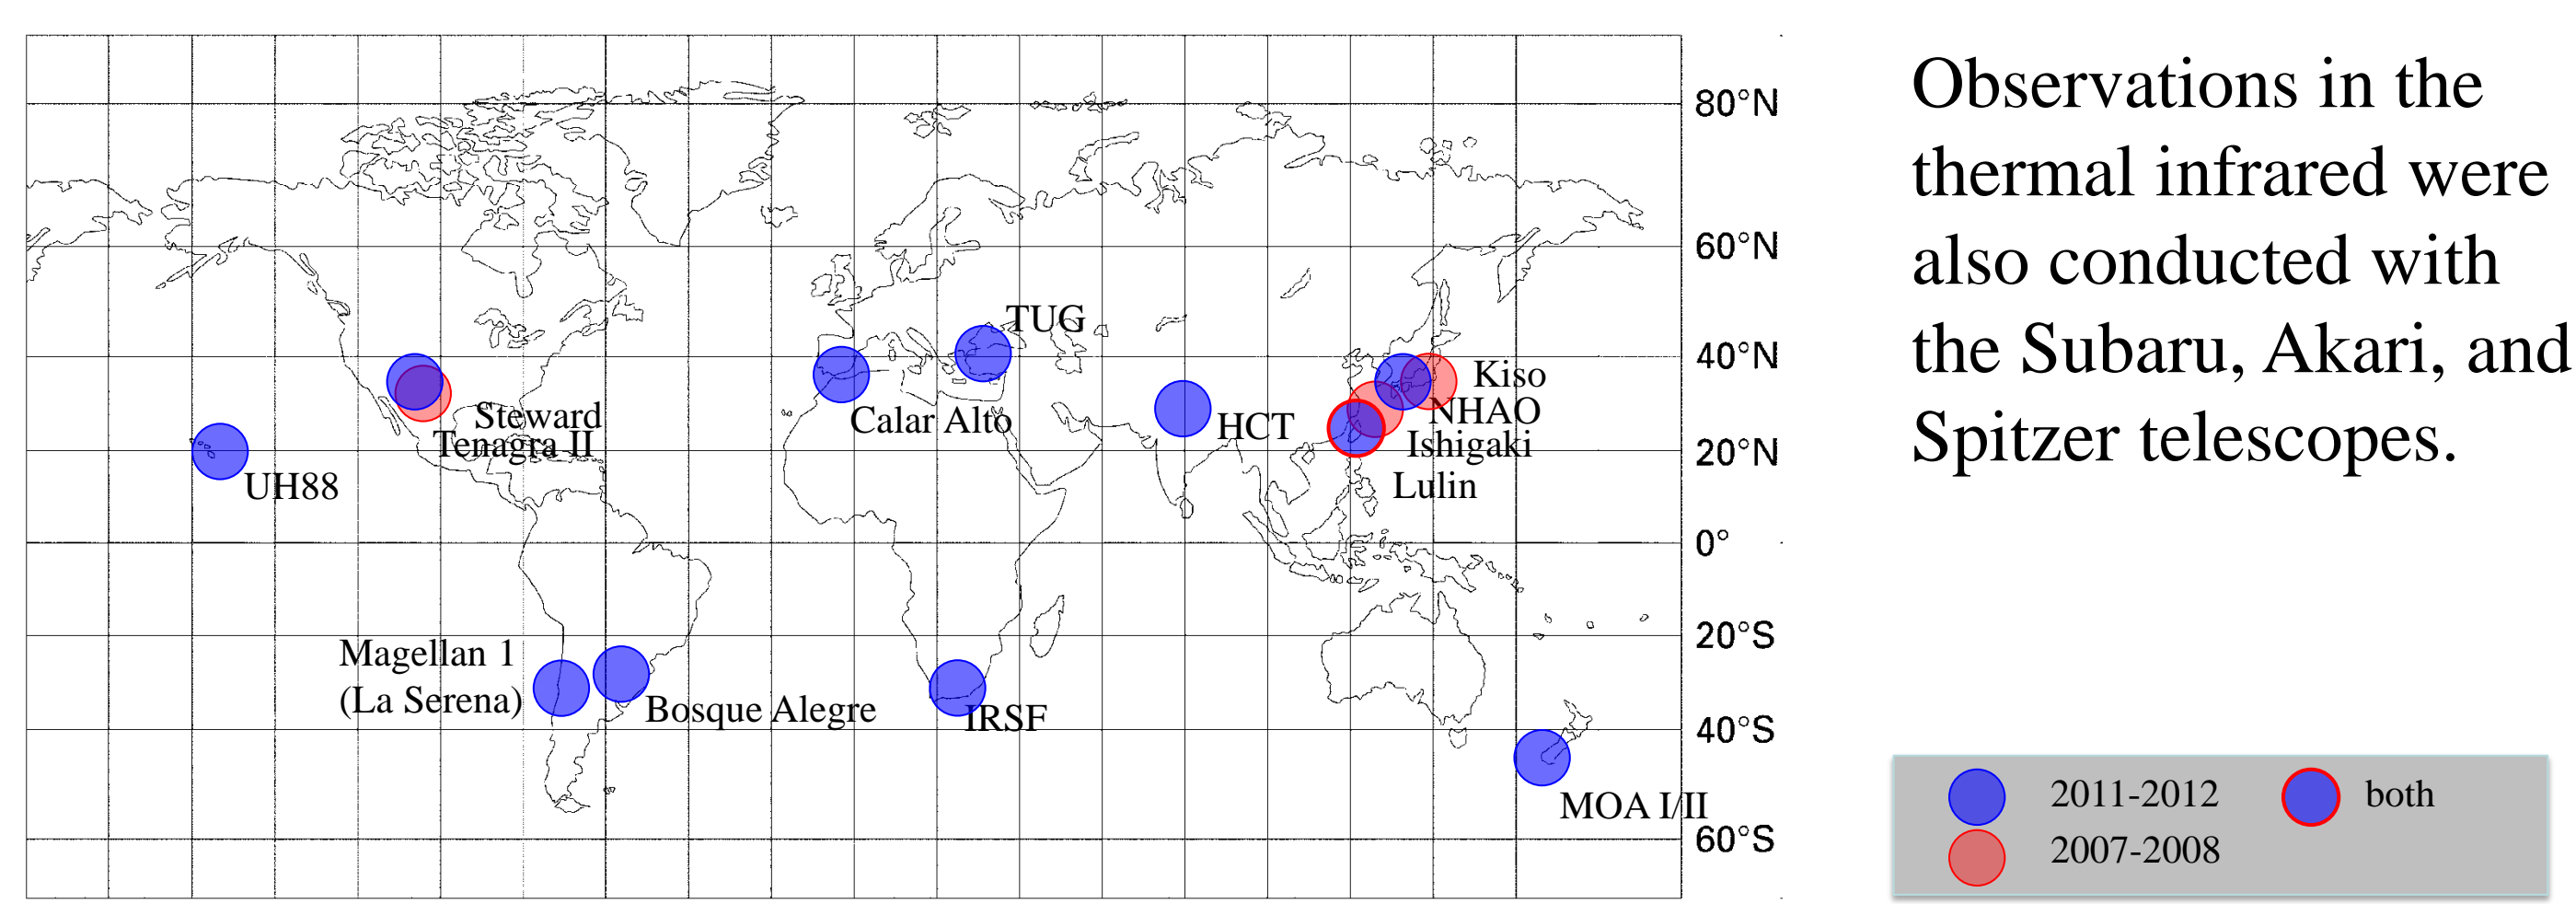 80°N
60°N
40°N
20°N
0°
20°S
40°S
60°S
TUG
Kiso
NHAO
Ishigaki
Lulin
Steward
Tenagra II
Calar Alto
HCT
UH88
Magellan 1
(La Serena)
Bosque Alegre
IRSF
MOA I/II
Observations in the
thermal infrared were
also conducted with
the Subaru, Akari, and
Spitzer telescopes.
2011-2012
both
2007-2008